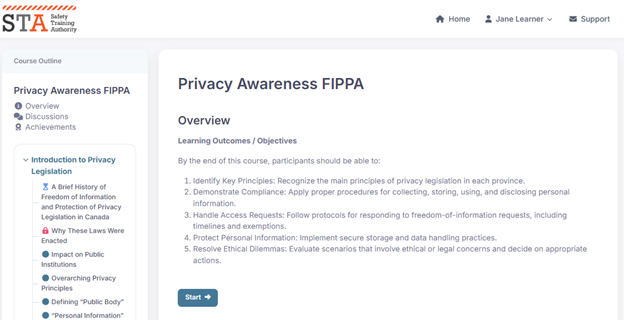 STA Safety
Training
Authority
Home
Jane Learner
Support
Course Outline
Privacy Awareness FIPPA
Overview
Discussions
Achievements
Introduction to Privacy
Legislation
A Brief History of
Freedom of Information
and Protection of Privacy
Legislation in Canada
Why These Laws Were
Enacted
Impact on Public
Institutions
Overarching Privacy
Principles
Defining “Public Body”
“Personal Information”
Privacy Awareness FIPPA
Overview
Learning Outcomes / Objectives
By the end of this course, participants should be able to:
1. Identify Key Principles: Recognize the main principles of privacy legislation in each province.
2. Demonstrate Compliance: Apply proper procedures for collecting, storing, using, and disclosing personal
information.
3. Handle Access Requests: Follow protocols for responding to freedom-of-information requests, including
timelines and exemptions.
4. Protect Personal Information: Implement secure storage and data handling practices.
5. Resolve Ethical Dilemmas: Evaluate scenarios that involve ethical or legal concerns and decide on appropriate
actions.
Start